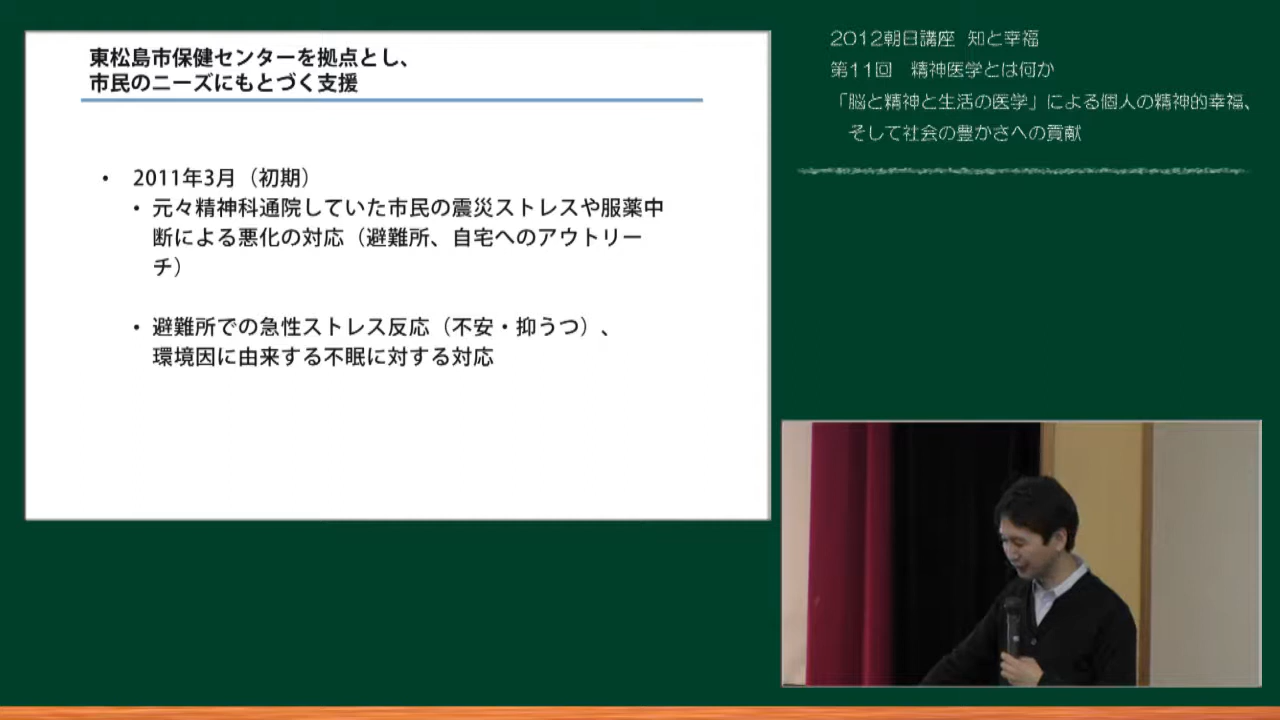 東松島市保健センターを拠点とし、
市民のニーズにもとづく支援
• 2011年3月（初期）
• 元々精神科通院していた市民の震災ストレスや服薬中
断による悪化の対応（避難所、自宅へのアウトリー
チ）
• 避難所での急性ストレス反応（不安・抑うつ）、
環境因に由来する不眠に対する対応
2012朝日講座 知と幸福
第11回 精神医学とは何か
「脳と精神と生活の医学」による個人の精神的幸福、
そして社会の豊かさへの貢献